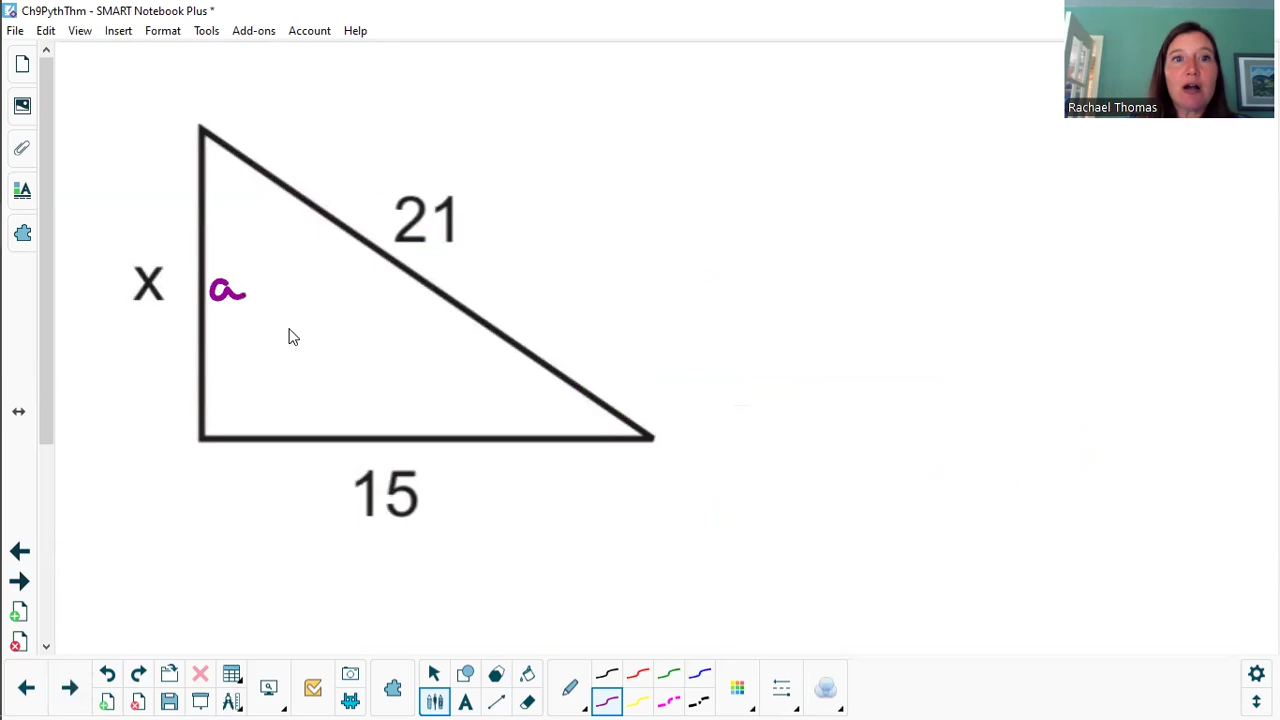 Ch9PythThm - SMART Notebook Plus *
File Edit View Insert Format Tools Add-ons Account Help
Rachael Thomas
21
x a
15